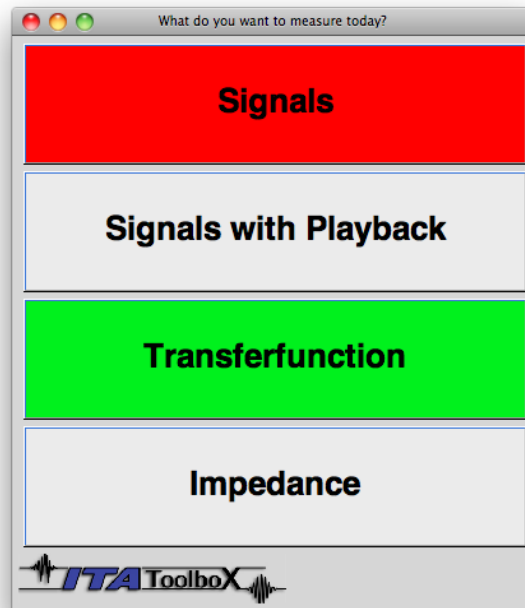 What do you want to measure today?
Signals
Signals with Playback
Transferfunction
Impedance
ITA ToolboX